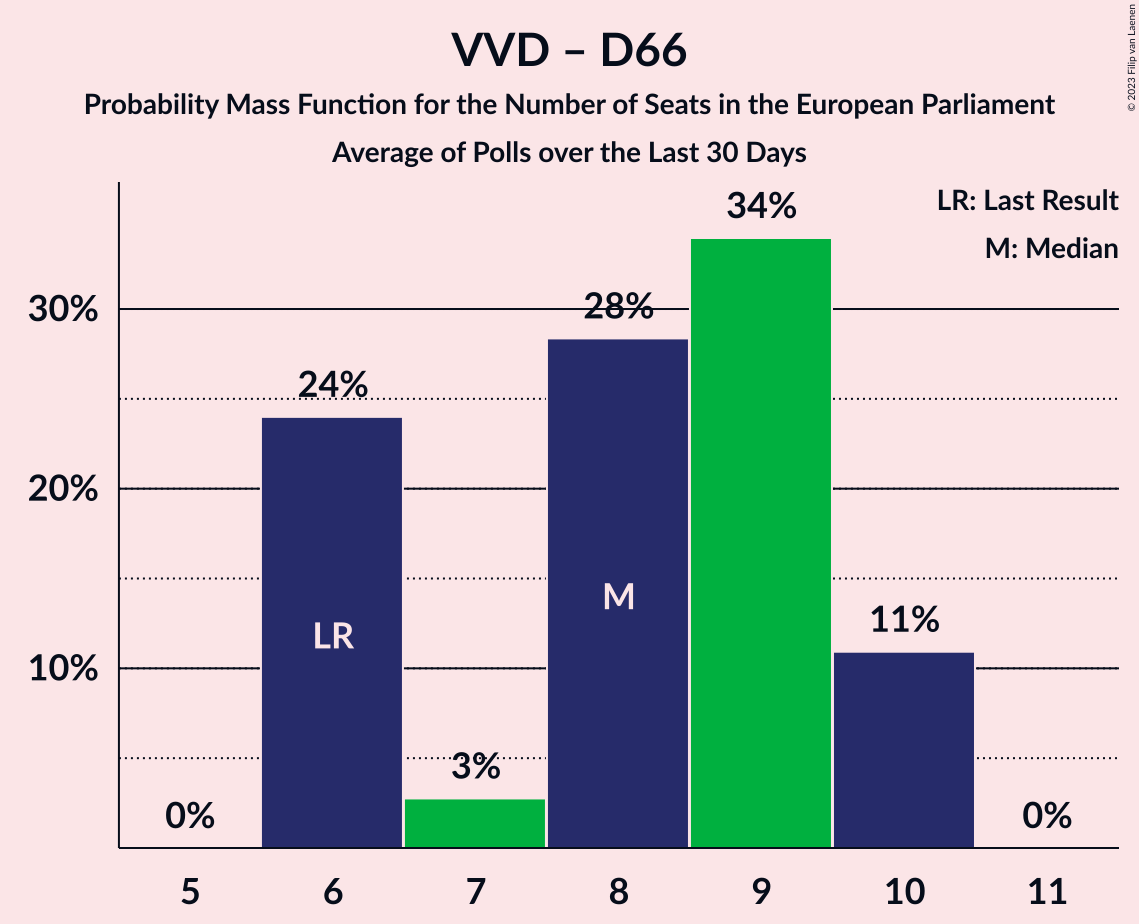 VVD – D66
Probability Mass Function for the Number of Seats in the European Parliament
Average of Polls over the Last 30 Days
© 2023 Filip van Laenen
LR: Last Result
M: Median
34%
30%
28%
24%
20%
M
11%
LR
10%
3%
0%
0%
5 6 7 8 9 10 11